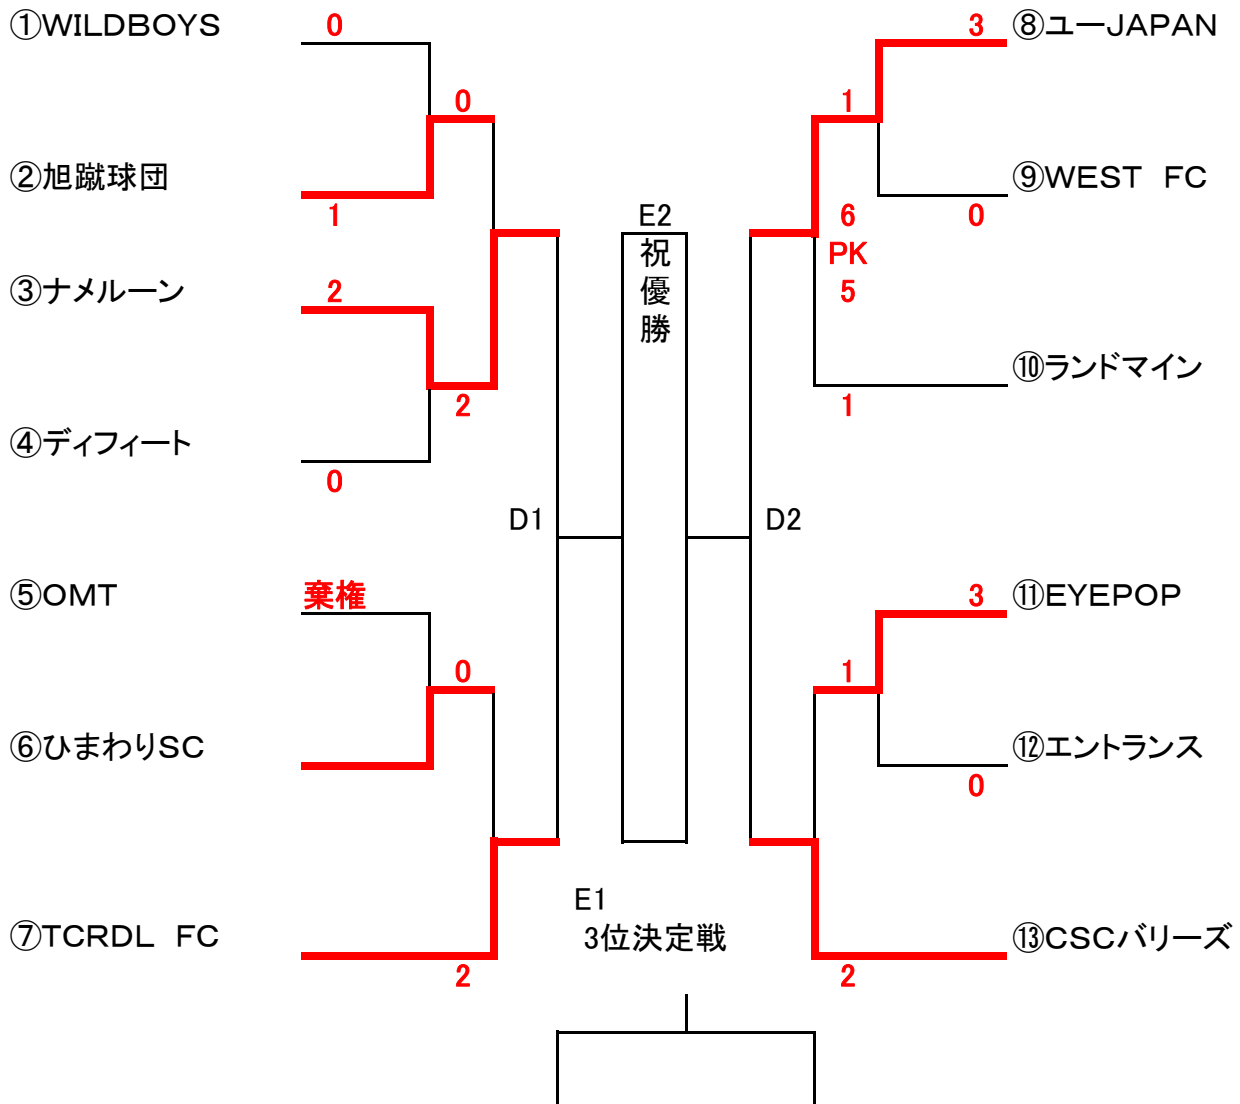 ①WILDBOYS
0
0
②旭蹴球団
1
③ナメルーン
2
2
④ディフィート
0
D1
⑤OMT
棄権
0
⑥ひまわりSC
⑦TCRDL FC
2
E2
祝優勝
E1
3位決定戦
3
⑧ユーJAPAN
1
⑨WEST FC
0
6
PK
5
⑩ランドマイン
1
D2
3
⑪EYEPOP
1
⑫エントランス
0
⑬CSCバリーズ
2